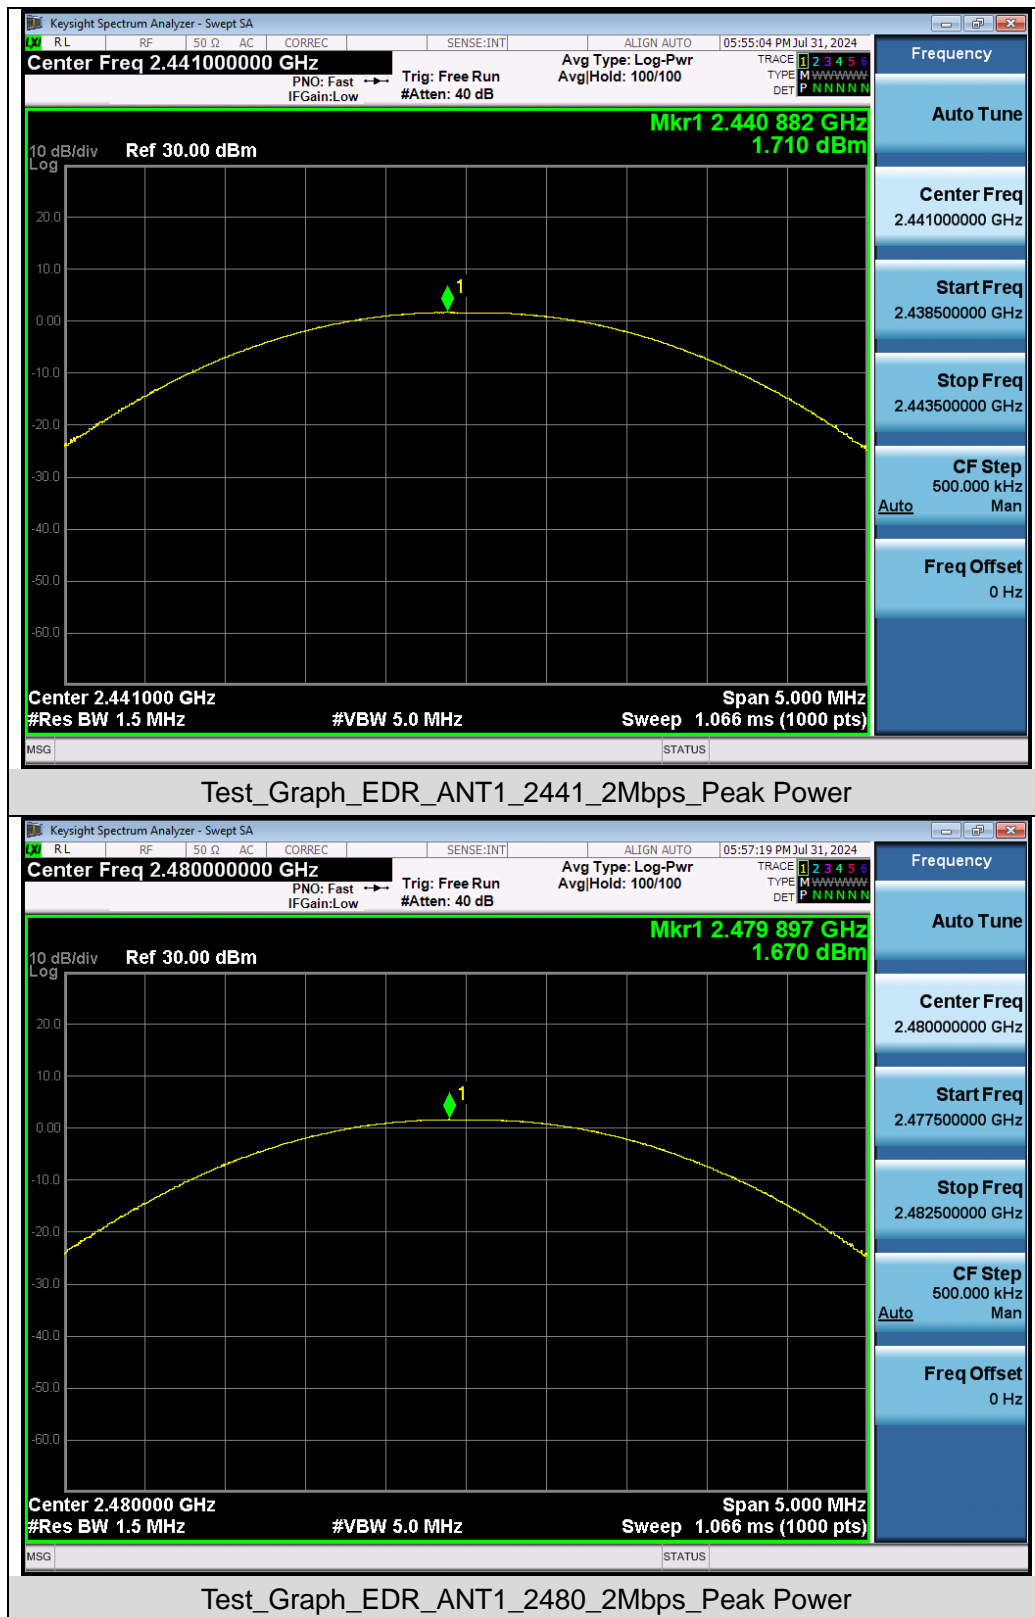 Keysight Spectrum Analyzer - Swept SA
LXI RL RF 50 Ω AC CORREC SENSE:INT ALIGN AUTO 05:55:04 PM Jul 31, 2024
Center Freq 2.441000000 GHz
PNO: Fast
IFGain:Low
Trig: Free Run
#Atten: 40 dB
Avg Type: Log-Pwr
Avg|Hold: 100/100
TRACE 1 2 3 4 5 6
TYPE M WWWWW
DET P N N N N N
Mkr1 2.440 882 GHz
1.710 dBm
10 dB/div Ref 30.00 dBm
Log
20.0
10.0
1
0.00
-10.0
-20.0
-30.0
-40.0
-50.0
-60.0
Center 2.441000 GHz Span 5.000 MHz
#Res BW 1.5 MHz #VBW 5.0 MHz Sweep 1.066 ms (1000 pts)
MSG STATUS
Frequency
Auto Tune
Center Freq
2.441000000 GHz
Start Freq
2.438500000 GHz
Stop Freq
2.443500000 GHz
CF Step
500.000 kHz
Auto Man
Freq Offset
0 Hz
Test_Graph_EDR_ANT1_2441_2Mbps_Peak Power
Keysight Spectrum Analyzer - Swept SA
LXI RL RF 50 Ω AC CORREC SENSE:INT ALIGN AUTO 05:57:19 PM Jul 31, 2024
Center Freq 2.480000000 GHz
PNO: Fast
IFGain:Low
Trig: Free Run
#Atten: 40 dB
Avg Type: Log-Pwr
Avg|Hold: 100/100
TRACE 1 2 3 4 5 6
TYPE M WWWWW
DET P N N N N N
Mkr1 2.479 897 GHz
1.670 dBm
10 dB/div Ref 30.00 dBm
Log
20.0
10.0
1
0.00
-10.0
-20.0
-30.0
-40.0
-50.0
-60.0
Center 2.480000 GHz Span 5.000 MHz
#Res BW 1.5 MHz #VBW 5.0 MHz Sweep 1.066 ms (1000 pts)
MSG STATUS
Frequency
Auto Tune
Center Freq
2.480000000 GHz
Start Freq
2.477500000 GHz
Stop Freq
2.482500000 GHz
CF Step
500.000 kHz
Auto Man
Freq Offset
0 Hz
Test_Graph_EDR_ANT1_2480_2Mbps_Peak Power